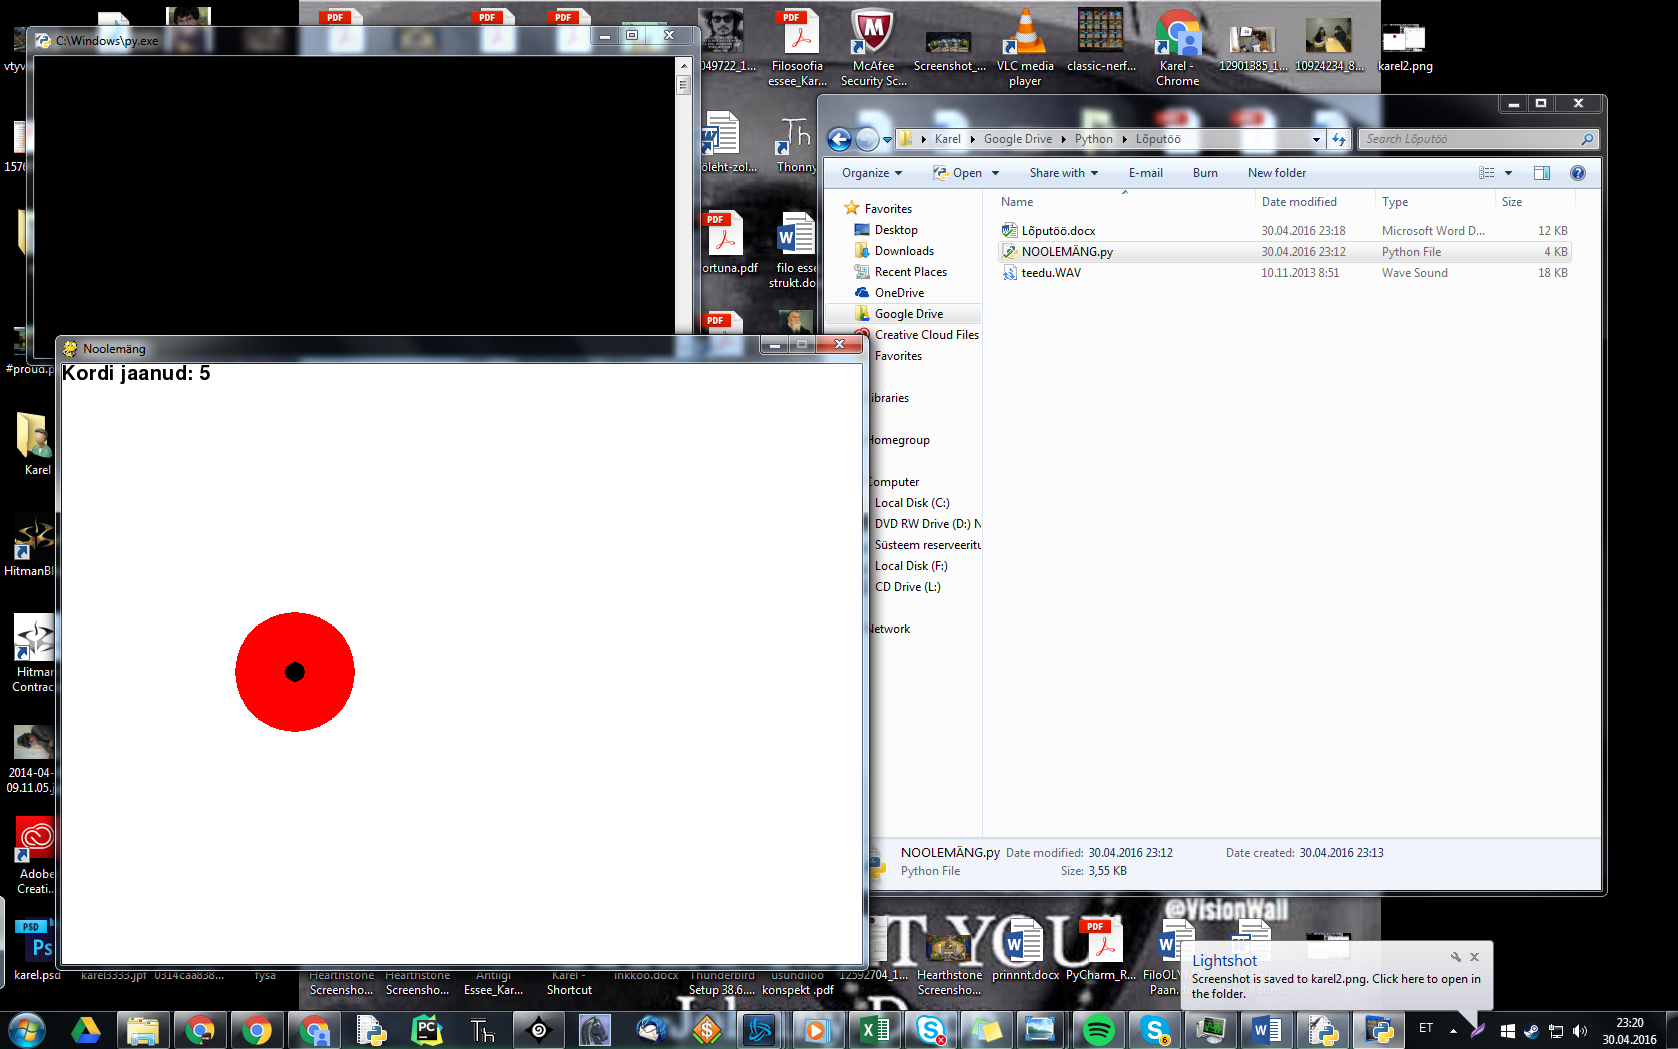 C:\Windows\py.exe
049722_1...
Filosoofia
essee_Kar...
McAfee
Security Sc...
Screenshot_...
VLC media
player
classic-nerf...
Karel -
Chrome
12901385_1...
10924234_8...
karel2.png
Karel
Google Drive
Python
Lõputöö
Search Lõputöö
Organize
Open
Share with
E-mail
Burn
New folder
Name
Date modified
Type
Size
Lõputöö.docx
30.04.2016 23:18
Microsoft Word D...
12 KB
NOOLEMÄNG.py
30.04.2016 23:12
Python File
4 KB
teedu.WAV
10.11.2013 8:51
Wave Sound
18 KB
Favorites
Desktop
Downloads
Recent Places
OneDrive
Google Drive
Creative Cloud Files
Favorites
ibraries
Homegroup
Computer
Local Disk (C:)
DVD RW Drive (D:) N
Süsteem reserveeritu
Local Disk (F:)
CD Drive (L:)
Network
NOOLEMÄNG.py
Date modified: 30.04.2016 23:12
Date created: 30.04.2016 23:13
Python File
Size: 3,55 KB
öleht-zol...
Thonny
PDF
ortuna.pdf
filo esse
strukt.do
PDF
Noolemäng
Kordi jaanud: 5
vtyv
157(
#proud.p
Karel
HitmanBl
Hitmar
Contrac
2014-04-
09.11.05.j
Adobe
Creati...
PSD
Ps
karel.psd
karel3333.jpf
0314caa838...
fysa
Hearthstone
Screensho...
Hearthstone
Screensho...
Antiigi
Essee_Kar...
Karel -
Shortcut
inkkoo.docx
Thunderbird
Setup 38.6....
usundiloo
konspekt .pdf
12592704_1...
Hearthstone
Screensho...
prinnnt.docx
PyCharm_R...
FiloOLY
Paan.
@VisionWall
T YOU
Lightshot
Screenshot is saved to karel2.png. Click here to open in
the folder.
ET
23:20
30.04.2016